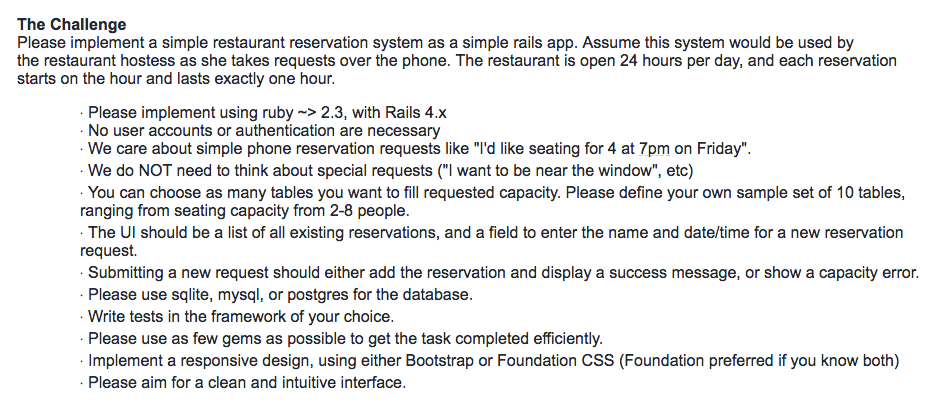 The Challenge
Please implement a simple restaurant reservation system as a simple rails app. Assume this system would be used by
the restaurant hostess as she takes requests over the phone. The restaurant is open 24 hours per day, and each reservation
starts on the hour and lasts exactly one hour.
· Please implement using ruby ~> 2.3, with Rails 4.x
· No user accounts or authentication are necessary
· We care about simple phone reservation requests like "I'd like seating for 4 at 7pm on Friday".
· We do NOT need to think about special requests ("I want to be near the window", etc)
· You can choose as many tables you want to fill requested capacity. Please define your own sample set of 10 tables,
ranging from seating capacity from 2-8 people.
· The UI should be a list of all existing reservations, and a field to enter the name and date/time for a new reservation
request.
· Submitting a new request should either add the reservation and display a success message, or show a capacity error.
· Please use sqlite, mysql, or postgres for the database.
· Write tests in the framework of your choice.
· Please use as few gems as possible to get the task completed efficiently.
· Implement a responsive design, using either Bootstrap or Foundation CSS (Foundation preferred if you know both)
· Please aim for a clean and intuitive interface.